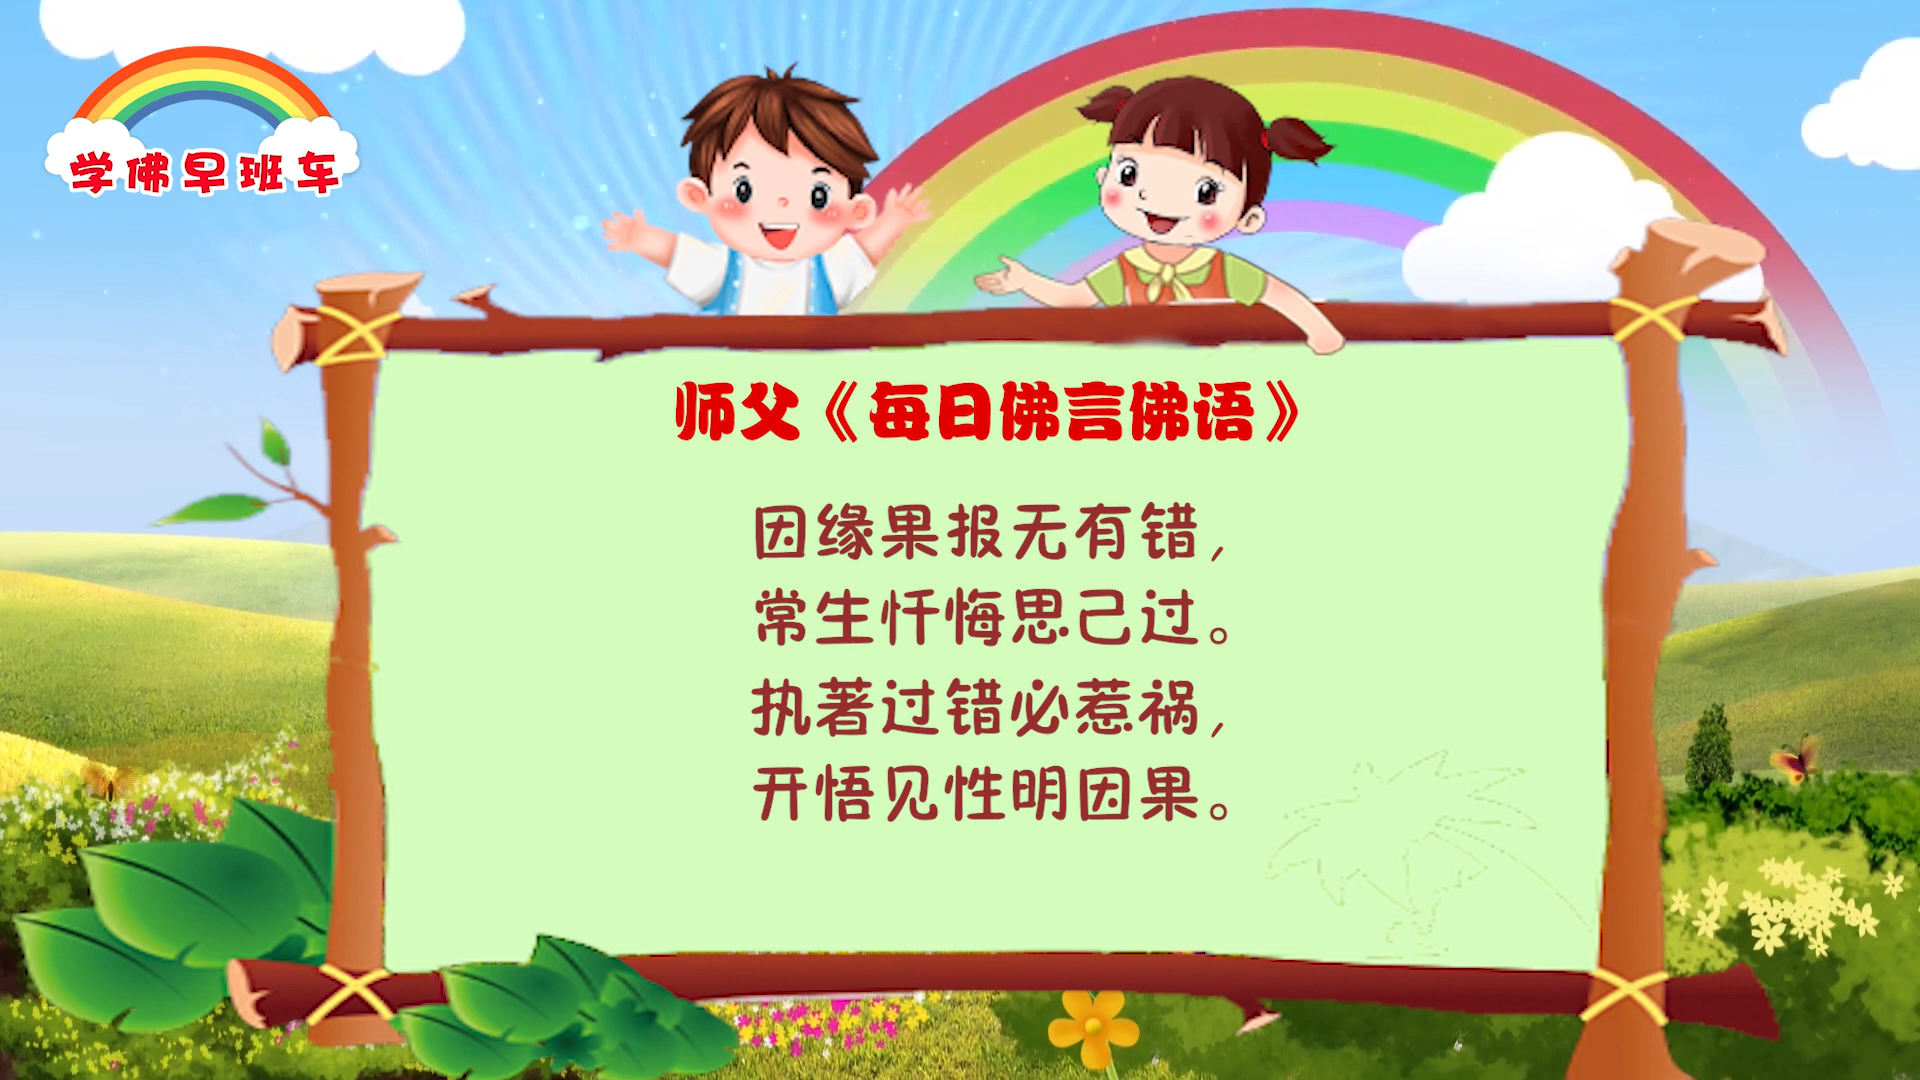 学佛早班车
师父《每日佛言佛语》
因缘果报无有错，
常生忏悔思己过。
执著过错必惹祸，
开悟见性明因果。